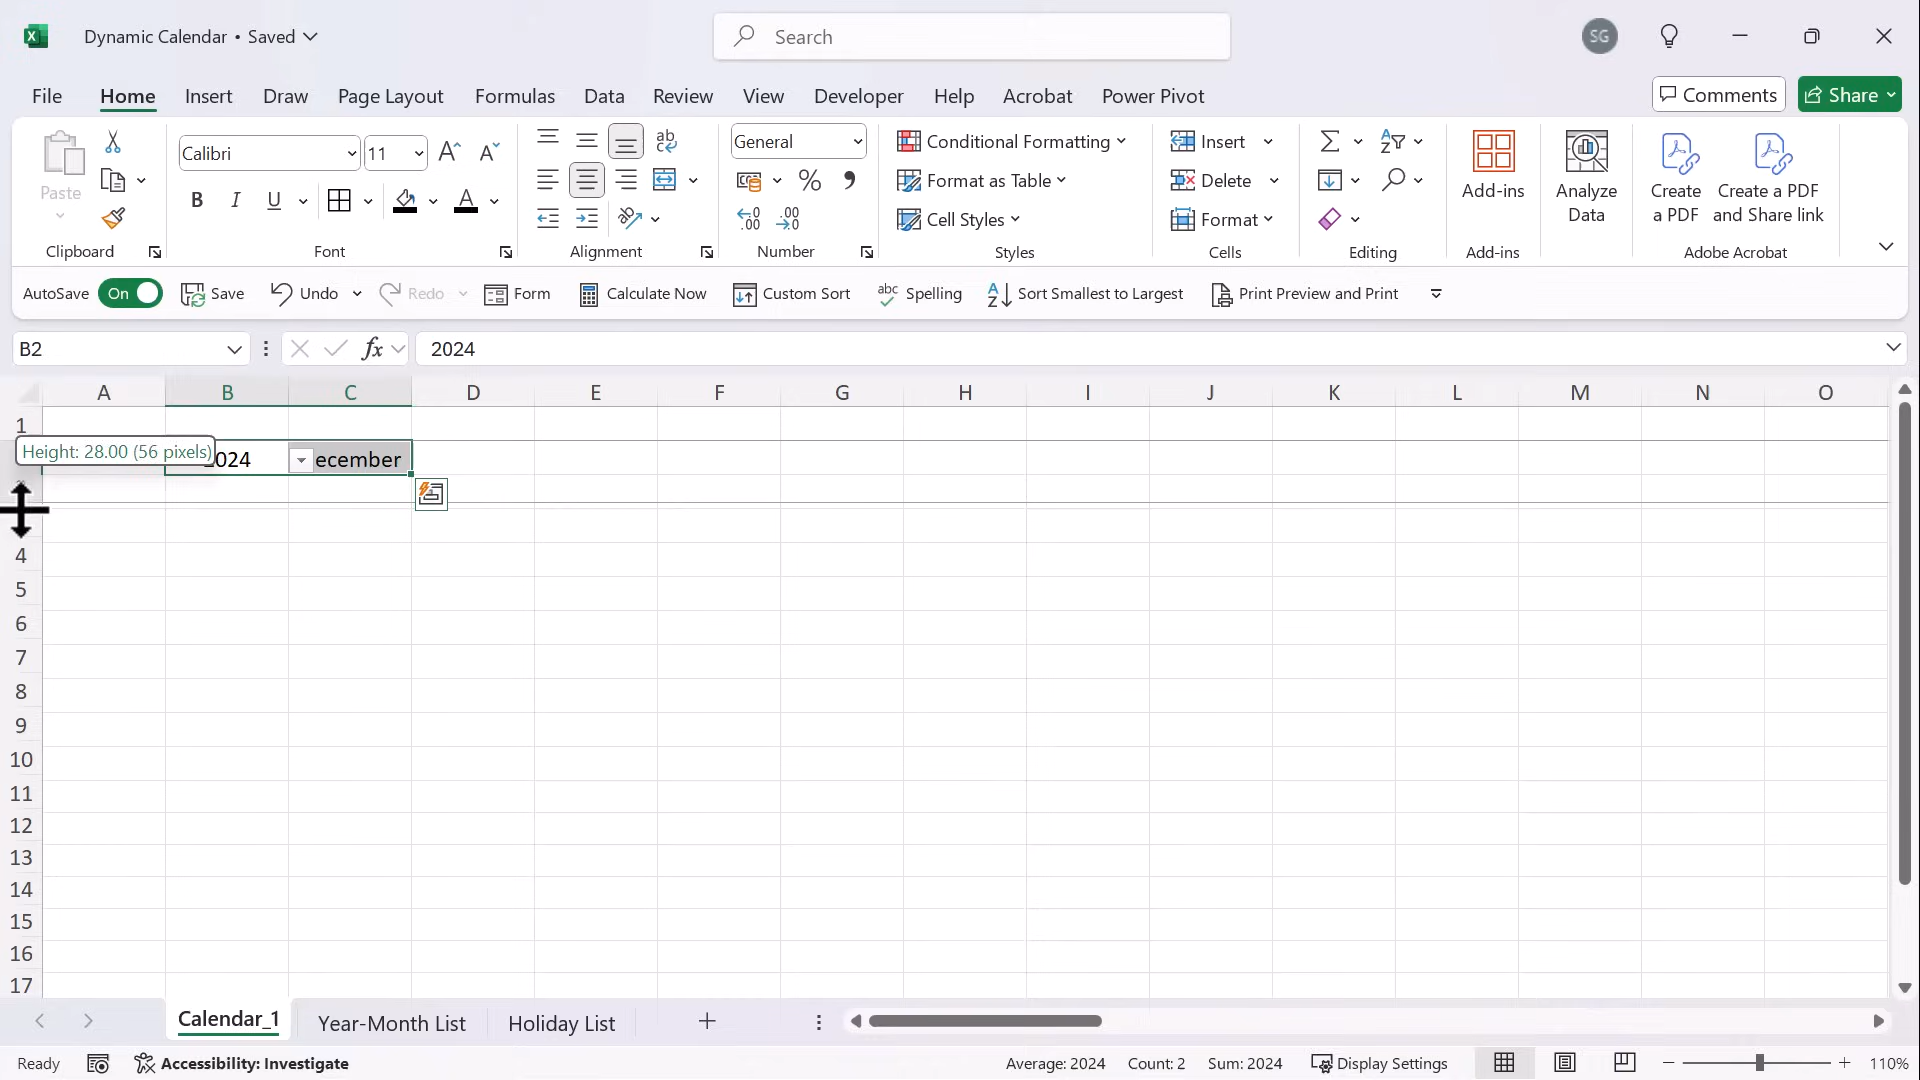 Dynamic Calendar • Saved
Search
SG
File Home Insert Draw Page Layout Formulas Data Review View Developer Help Acrobat Power Pivot
Comments
Share
Paste
Clipboard
Calibri 11
B I U A
Font
ab
Alignment
General
Number
Conditional Formatting
Format as Table
Cell Styles
Styles
Insert
Delete
Format
Cells
Editing
Add-ins
Add-ins
Analyze
Data
Create
a PDF
Create a PDF
and Share link
Adobe Acrobat
AutoSave On Save Undo Redo Form Calculate Now Custom Sort Spelling Sort Smallest to Largest Print Preview and Print
B2 fx 2024
A B C D E F G H I J K L M N O
1
Height: 28.00 (56 pixels)
2024 ecember
4
5
6
7
8
9
10
11
12
13
14
15
16
17
Calendar_1 Year-Month List Holiday List
Ready Accessibility: Investigate Average: 2024 Count: 2 Sum: 2024 Display Settings 110%